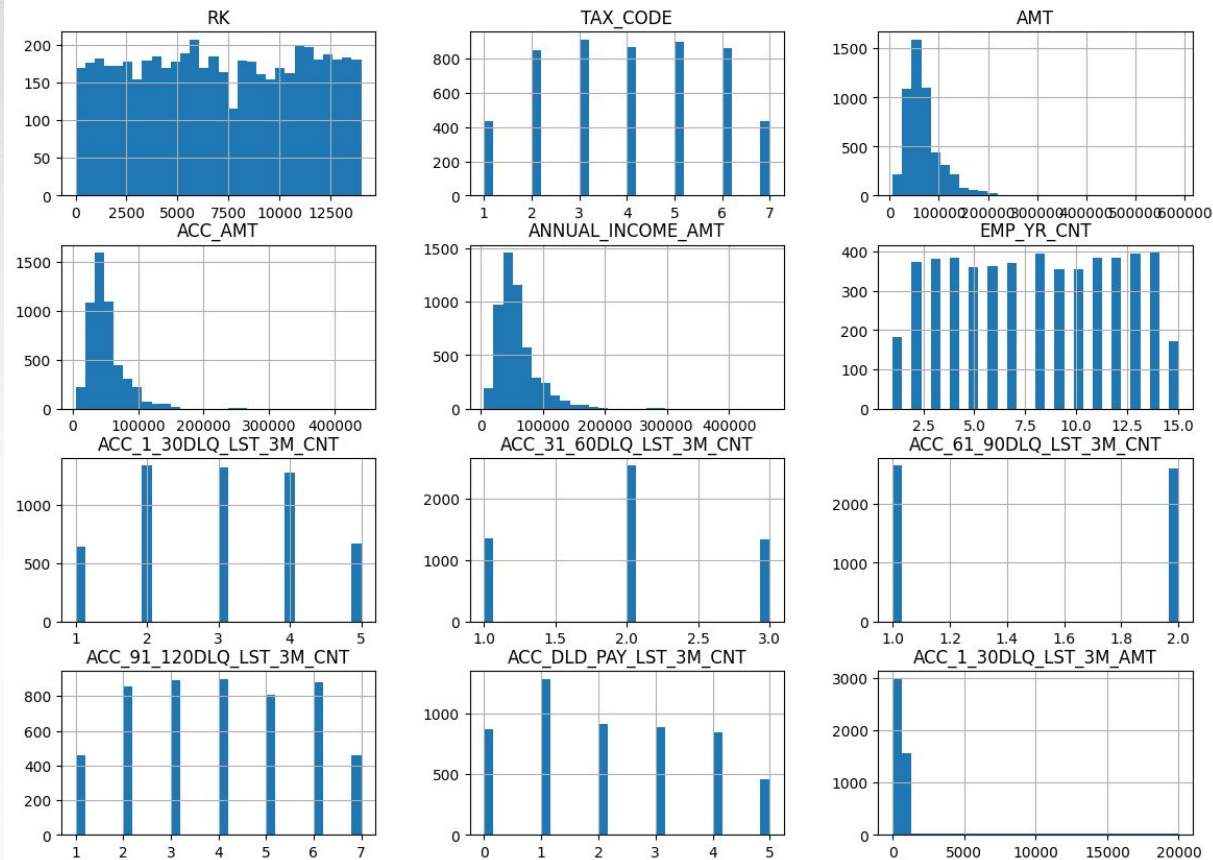 RK
200
150
100
50
0
0 2500 5000 7500 10000 12500
TAX_CODE
800
600
400
200
0
1 2 3 4 5 6 7
AMT
1500
1000
500
0
0 100000 200000 300000 400000 500000 600000
ACC_AMT
1500
1000
500
0
0 100000 200000 300000 400000
ANNUAL_INCOME_AMT
1500
1000
500
0
0 100000 200000 300000 400000
EMP_YR_CNT
400
300
200
100
0
2.5 5.0 7.5 10.0 12.5 15.0
ACC_1_30DLQ_LST_3M_CNT
1000
500
0
1 2 3 4 5
ACC_31_60DLQ_LST_3M_CNT
2000
1000
0
1.0 1.5 2.0 2.5 3.0
ACC_61_90DLQ_LST_3M_CNT
2000
1000
0
1.0 1.2 1.4 1.6 1.8 2.0
ACC_91_120DLQ_LST_3M_CNT
800
600
400
200
0
1 2 3 4 5 6 7
ACC_DLD_PAY_LST_3M_CNT
1000
500
0
0 1 2 3 4 5
ACC_1_30DLQ_LST_3M_AMT
3000
2000
1000
0
0 5000 10000 15000 20000